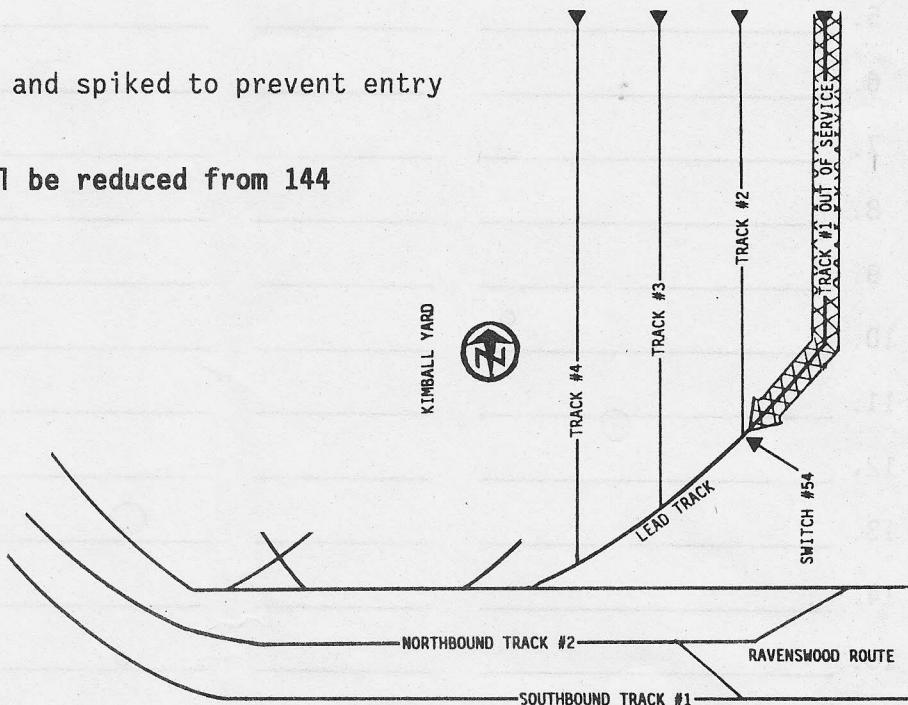 and spiked to prevent entry
l be reduced from 144
KIMBALL YARD
N
TRACK #4
TRACK #3
TRACK #2
TRACK #1 OUT OF SERVICE
LEAD TRACK
SWITCH #54
NORTHBOUND TRACK #2
RAVENSWOOD ROUTE
SOUTHBOUND TRACK #1